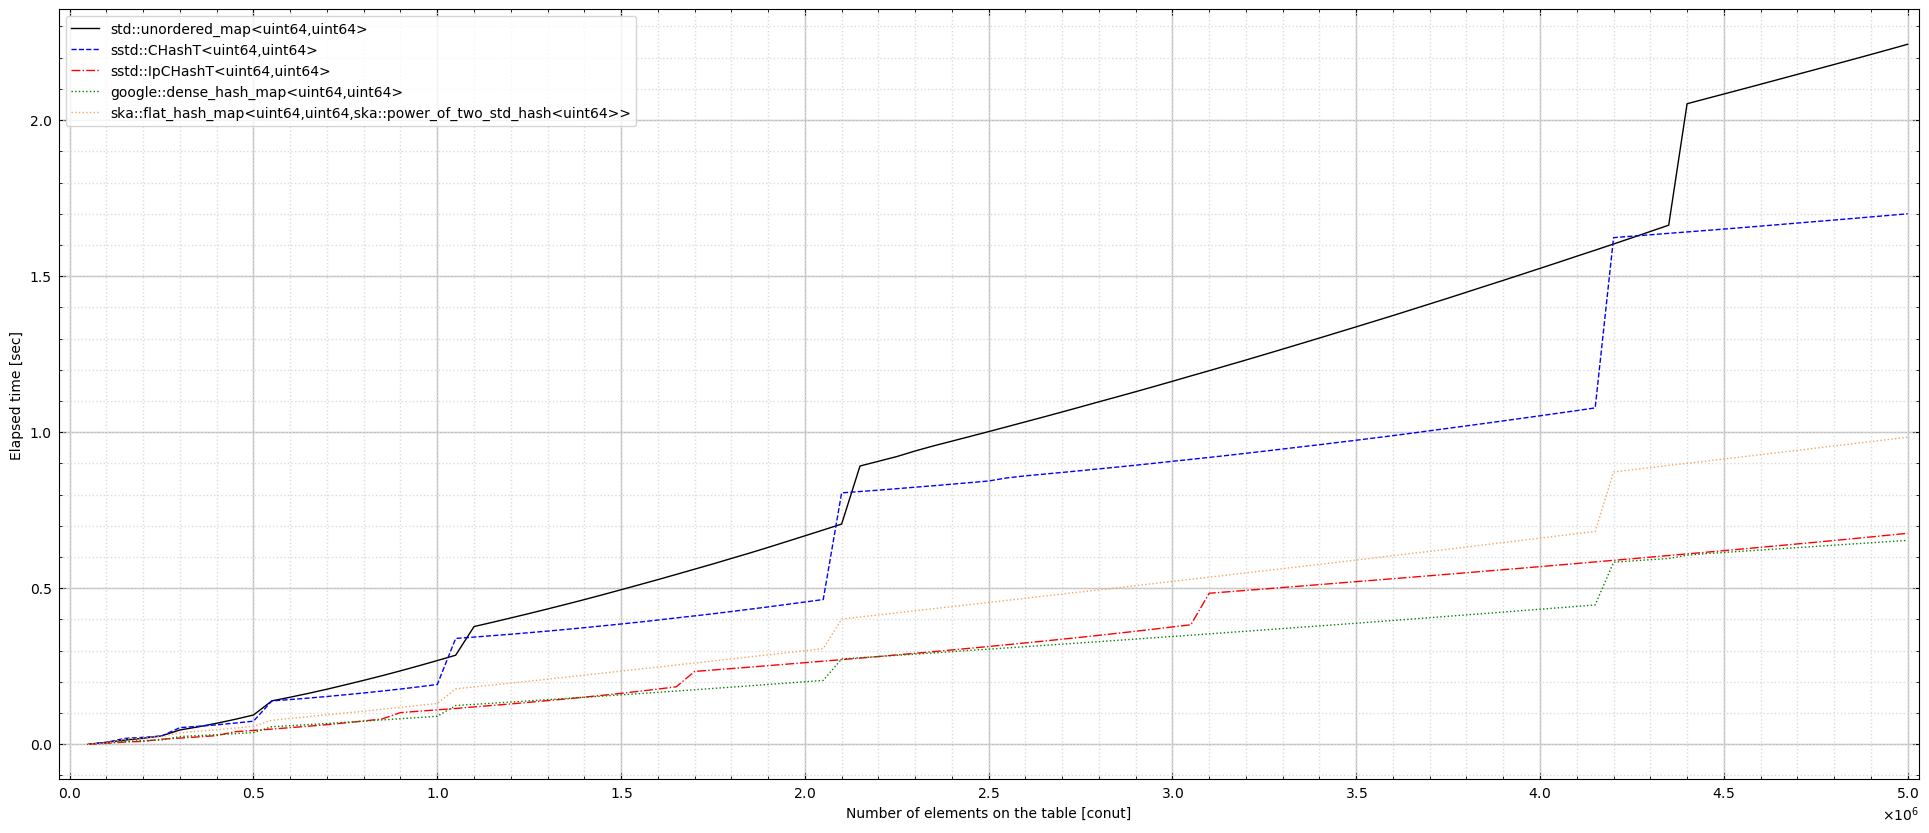 std::unordered_map<uint64,uint64>
sstd::CHashT<uint64,uint64>
sstd::IpCHashT<uint64,uint64>
google::dense_hash_map<uint64,uint64>
ska::flat_hash_map<uint64,uint64,ska::power_of_two_std_hash<uint64>>
Elapsed time [sec]
2.0
1.5
1.0
0.5
0.0
0.0 0.5 1.0 1.5 2.0 2.5 3.0 3.5 4.0 4.5 5.0
Number of elements on the table [conut]
×10⁶